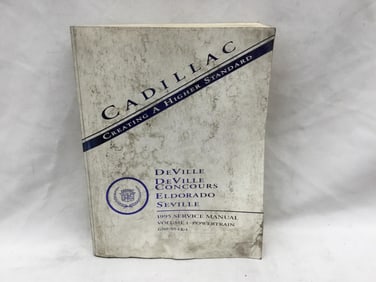 CADILLAC
CREATING A HIGHER STANDARD
DEVILLE
DEVILLE
CONCOURS
ELDORADO
SEVILLE
1995 SERVICE MANUAL
VOLUME 1-POWERTRAIN